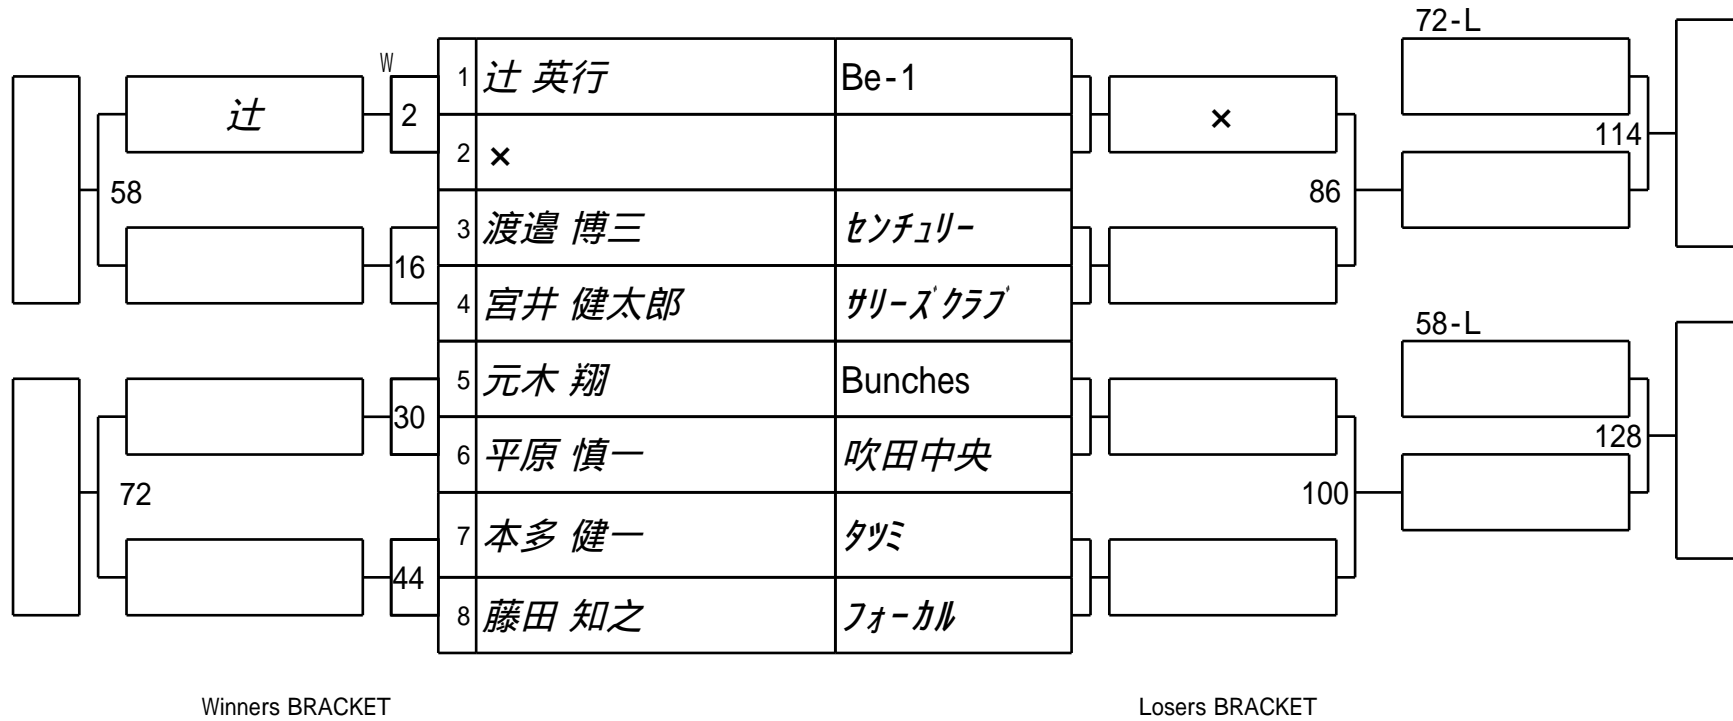 72-L
W
1 辻 英行 Be-1
辻 2 × 114
2 ×
58 86
3 渡邉 博三 ｾﾝﾁｭﾘｰ
16
4 宮井 健太郎 ｻﾘｰｽﾞｸﾗﾌﾞ
58-L
5 元木 翔 Bunches
30 128
6 平原 慎一 吹田中央
72 100
7 本多 健一 ﾀﾂﾐ
44
8 藤田 知之 ﾌｫｰｶﾙ
Winners BRACKET Losers BRACKET